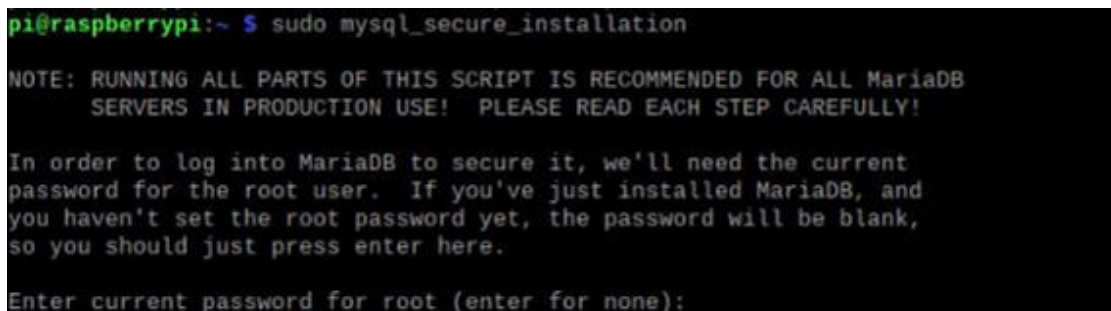 pi@raspberrypi:~ $ sudo mysql_secure_installation
NOTE: RUNNING ALL PARTS OF THIS SCRIPT IS RECOMMENDED FOR ALL MariaDB
SERVERS IN PRODUCTION USE!  PLEASE READ EACH STEP CAREFULLY!
In order to log into MariaDB to secure it, we'll need the current
password for the root user.  If you've just installed MariaDB, and
you haven't set the root password yet, the password will be blank,
so you should just press enter here.
Enter current password for root (enter for none):